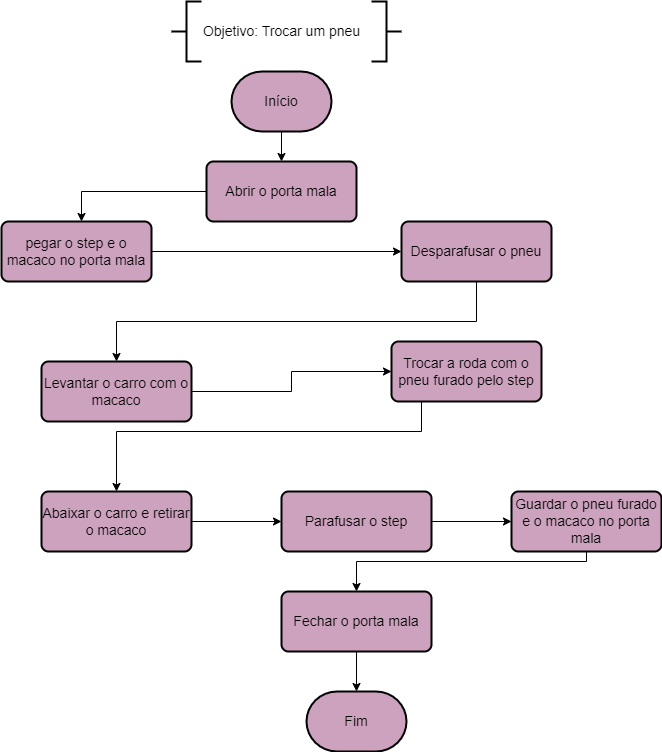 Objetivo: Trocar um pneu
Início
Abrir o porta mala
pegar o step e o
macaco no porta mala
Desparafusar o pneu
Levantar o carro com o
macaco
Trocar a roda com o
pneu furado pelo step
Abaixar o carro e retirar
o macaco
Parafusar o step
Guardar o pneu furado
e o macaco no porta
mala
Fechar o porta mala
Fim